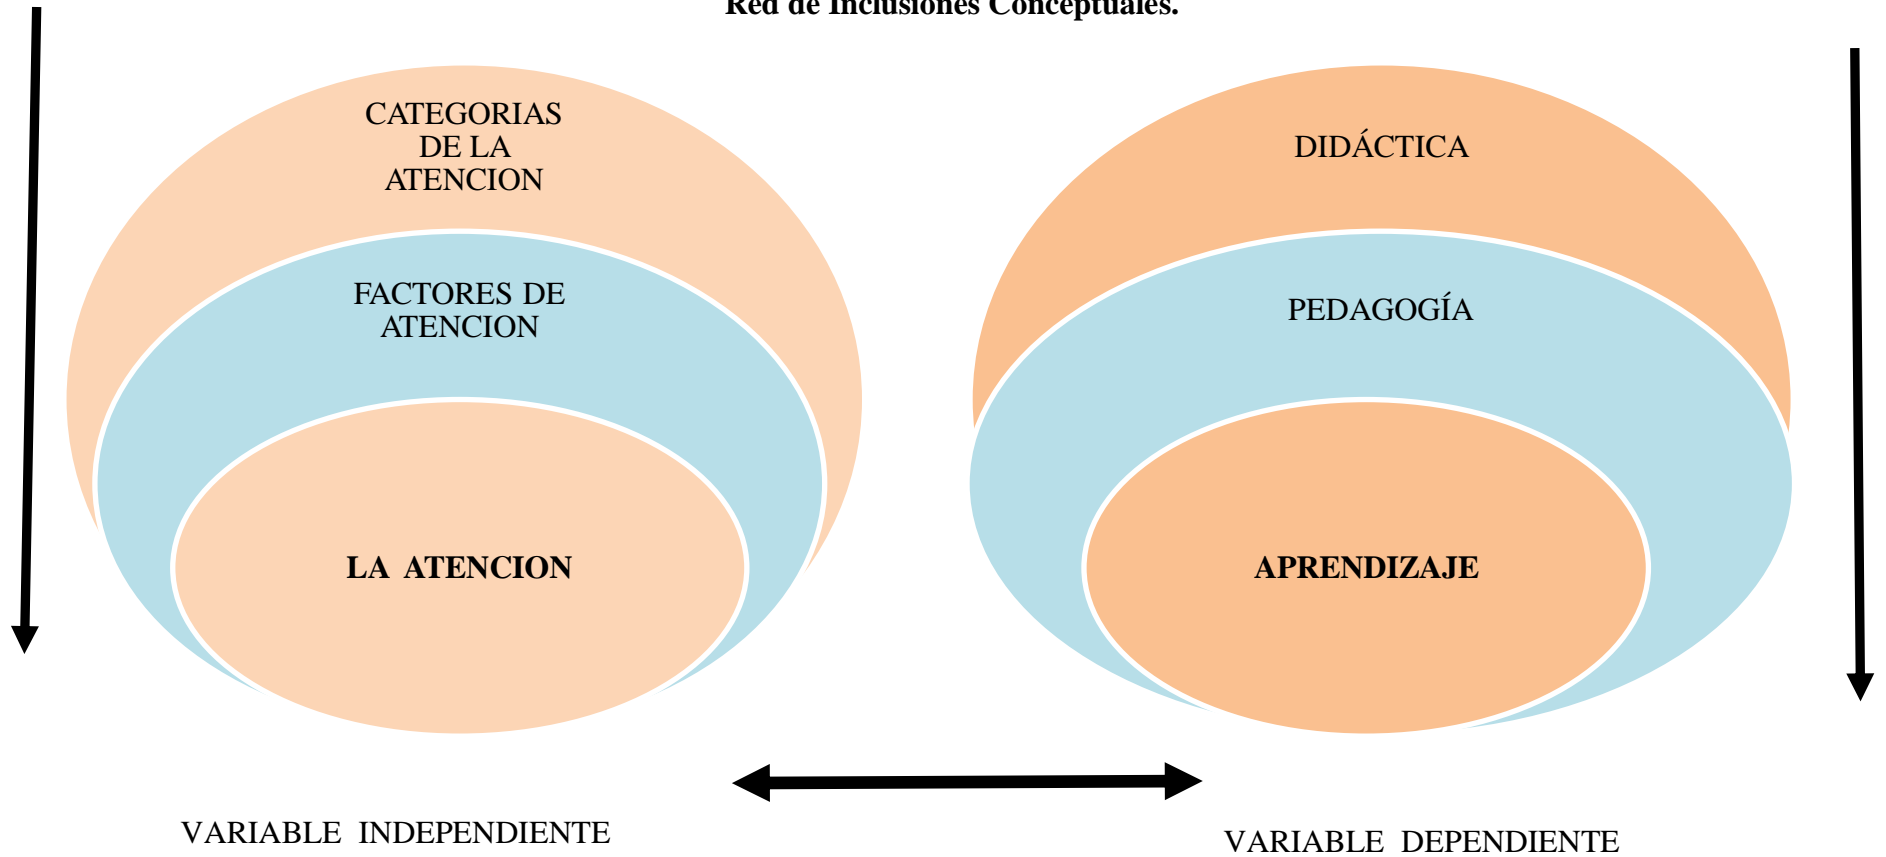 Red de Inclusiones Conceptuales.
CATEGORIAS
DE LA
ATENCION
FACTORES DE
ATENCION
LA ATENCION
VARIABLE INDEPENDIENTE
DIDÁCTICA
PEDAGOGÍA
APRENDIZAJE
VARIABLE DEPENDIENTE